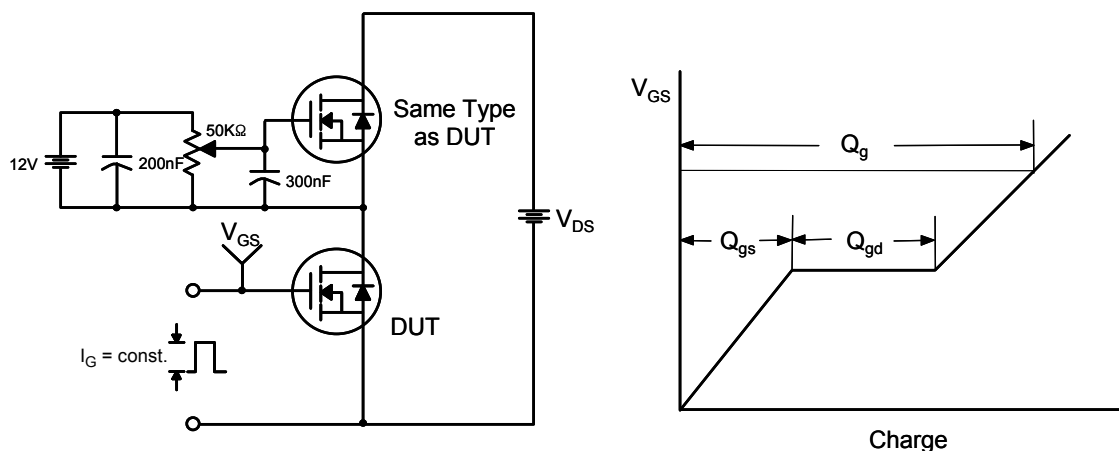 12V
200nF
50KΩ
300nF
Same Type
as DUT
V_DS
V_GS
DUT
I_G = const.
V_GS
Q_g
Q_gs
Q_gd
Charge